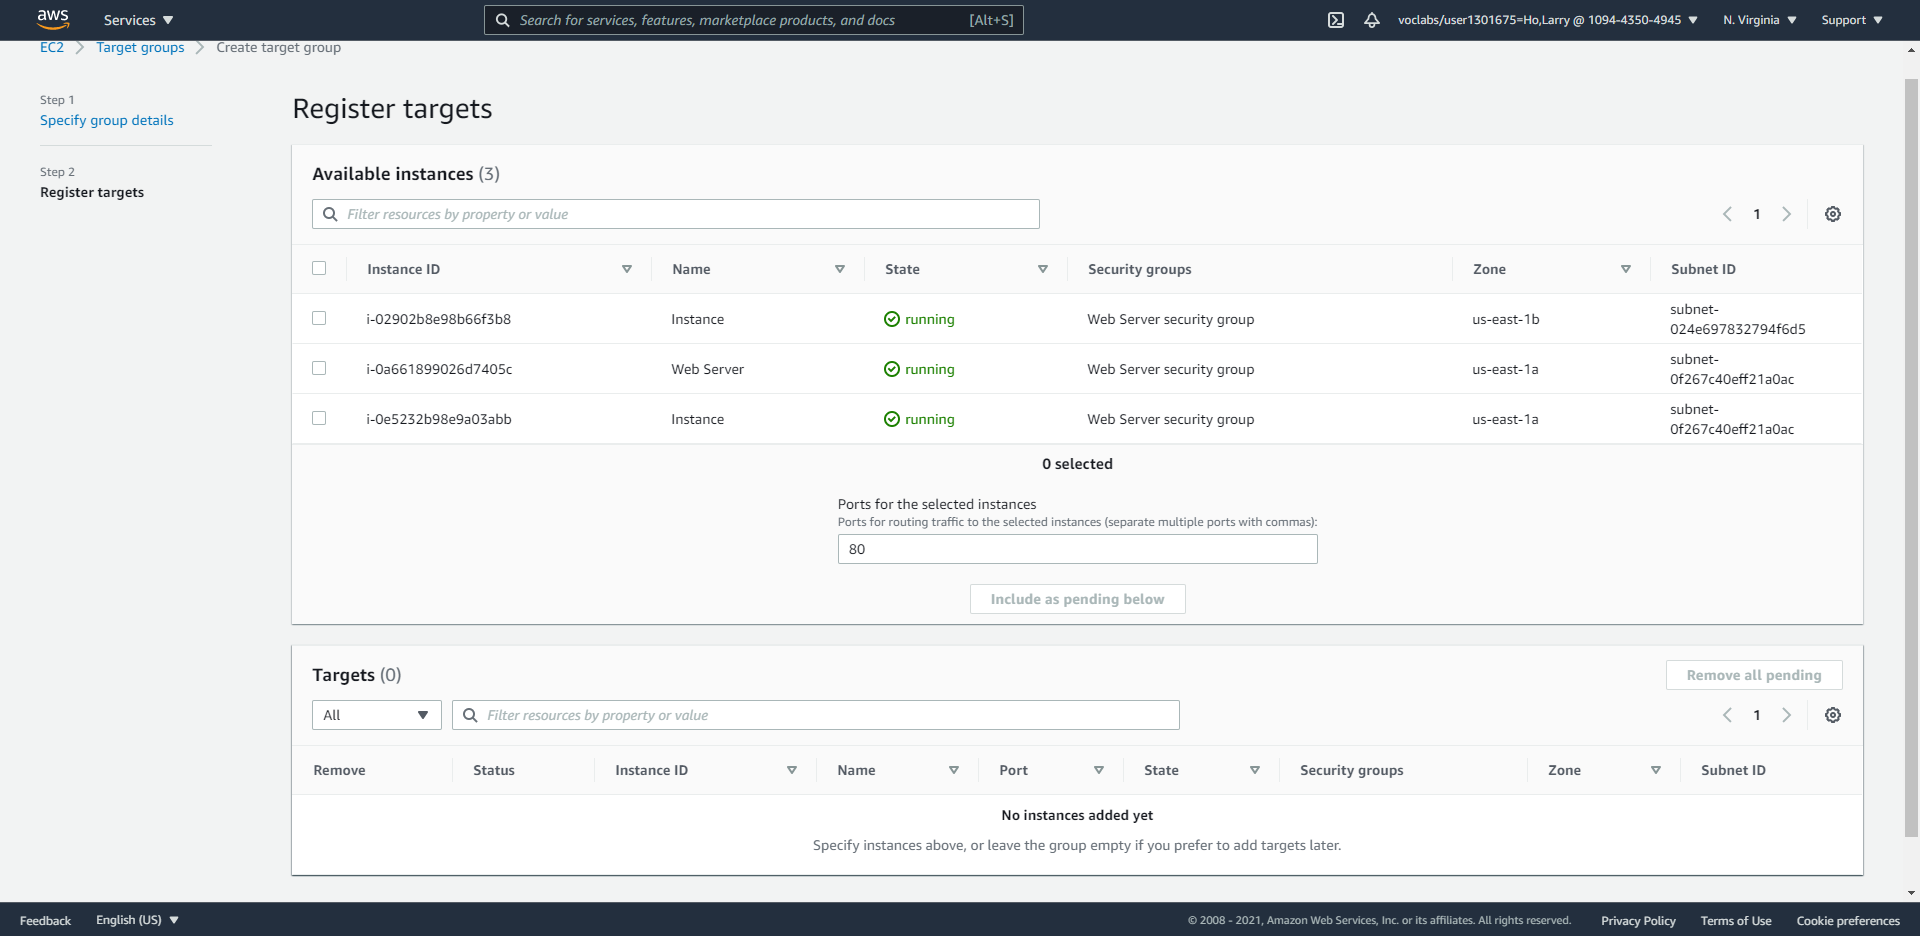 aws Services Search for services, features, marketplace products, and docs [Alt+S] voclabs/user1301675=Ho,Larry @ 1094-4350-4945 N. Virginia Support
EC2 Target groups Create target group
Step 1
Specify group details
Step 2
Register targets
Register targets
Available instances (3)
Filter resources by property or value 1
Instance ID Name State Security groups Zone Subnet ID
i-02902b8e98b66f3b8 Instance running Web Server security group us-east-1b subnet-
024e697832794f6d5
i-0a661899026d7405c Web Server running Web Server security group us-east-1a subnet-
0f267c40eff21a0ac
i-0e5232b98e9a03abb Instance running Web Server security group us-east-1a subnet-
0f267c40eff21a0ac
0 selected
Ports for the selected instances
Ports for routing traffic to the selected instances (separate multiple ports with commas):
80
Include as pending below
Targets (0) Remove all pending
All Filter resources by property or value 1
Remove Status Instance ID Name Port State Security groups Zone Subnet ID
No instances added yet
Specify instances above, or leave the group empty if you prefer to add targets later.
Feedback English (US) © 2008 - 2021, Amazon Web Services, Inc. or its affiliates. All rights reserved. Privacy Policy Terms of Use Cookie preferences